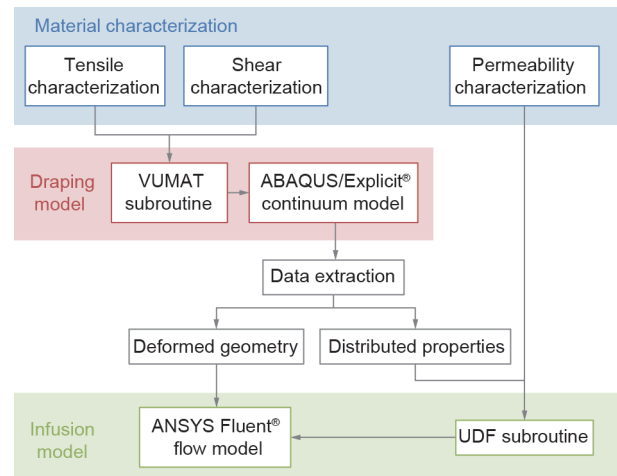 Material characterization
Tensile
characterization
Shear
characterization
Permeability
characterization
Draping
model
VUMAT
subroutine
ABAQUS/Explicit®
continuum model
Data extraction
Deformed geometry
Distributed properties
Infusion
model
ANSYS Fluent®
flow model
UDF subroutine